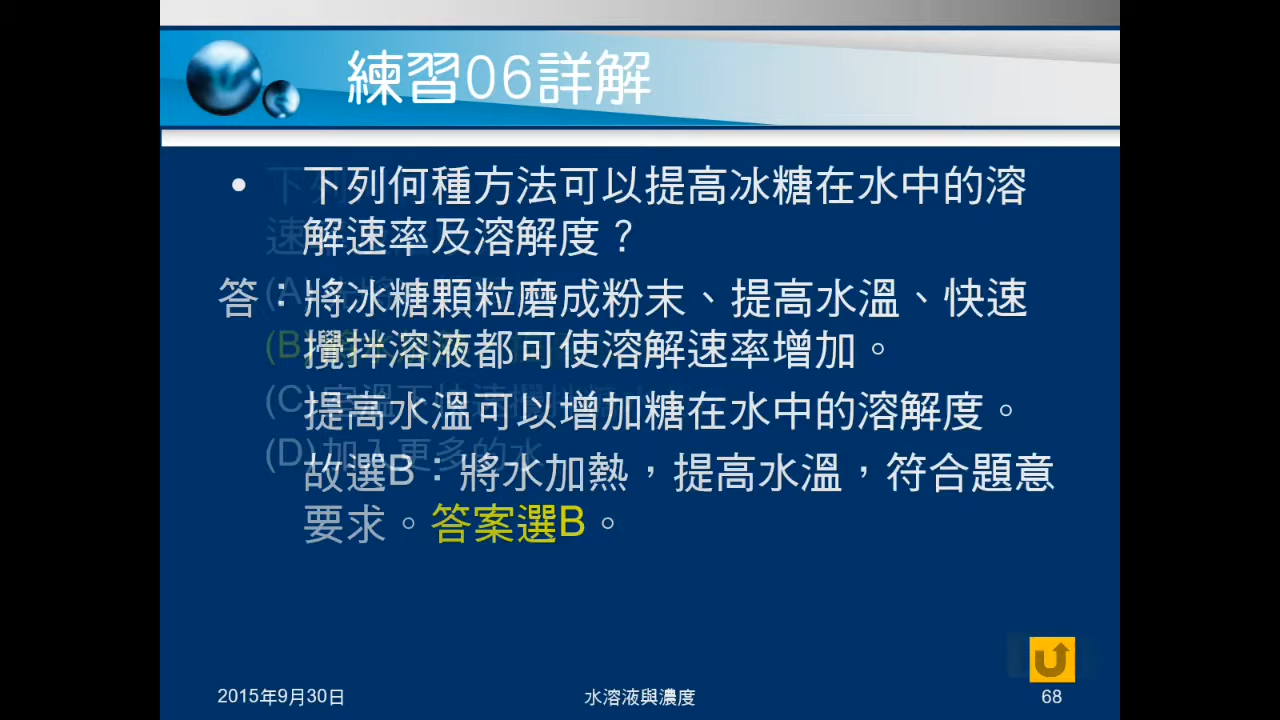 練習06詳解
• 下列何種方法可以提高冰糖在水中的溶
解速率及溶解度？
答：將冰糖顆粒磨成粉末、提高水溫、快速
攪拌溶液都可使溶解速率增加。
提高水溫可以增加糖在水中的溶解度。
故選B：將水加熱，提高水溫，符合題意
要求。答案選B。
2015年9月30日
水溶液與濃度
68